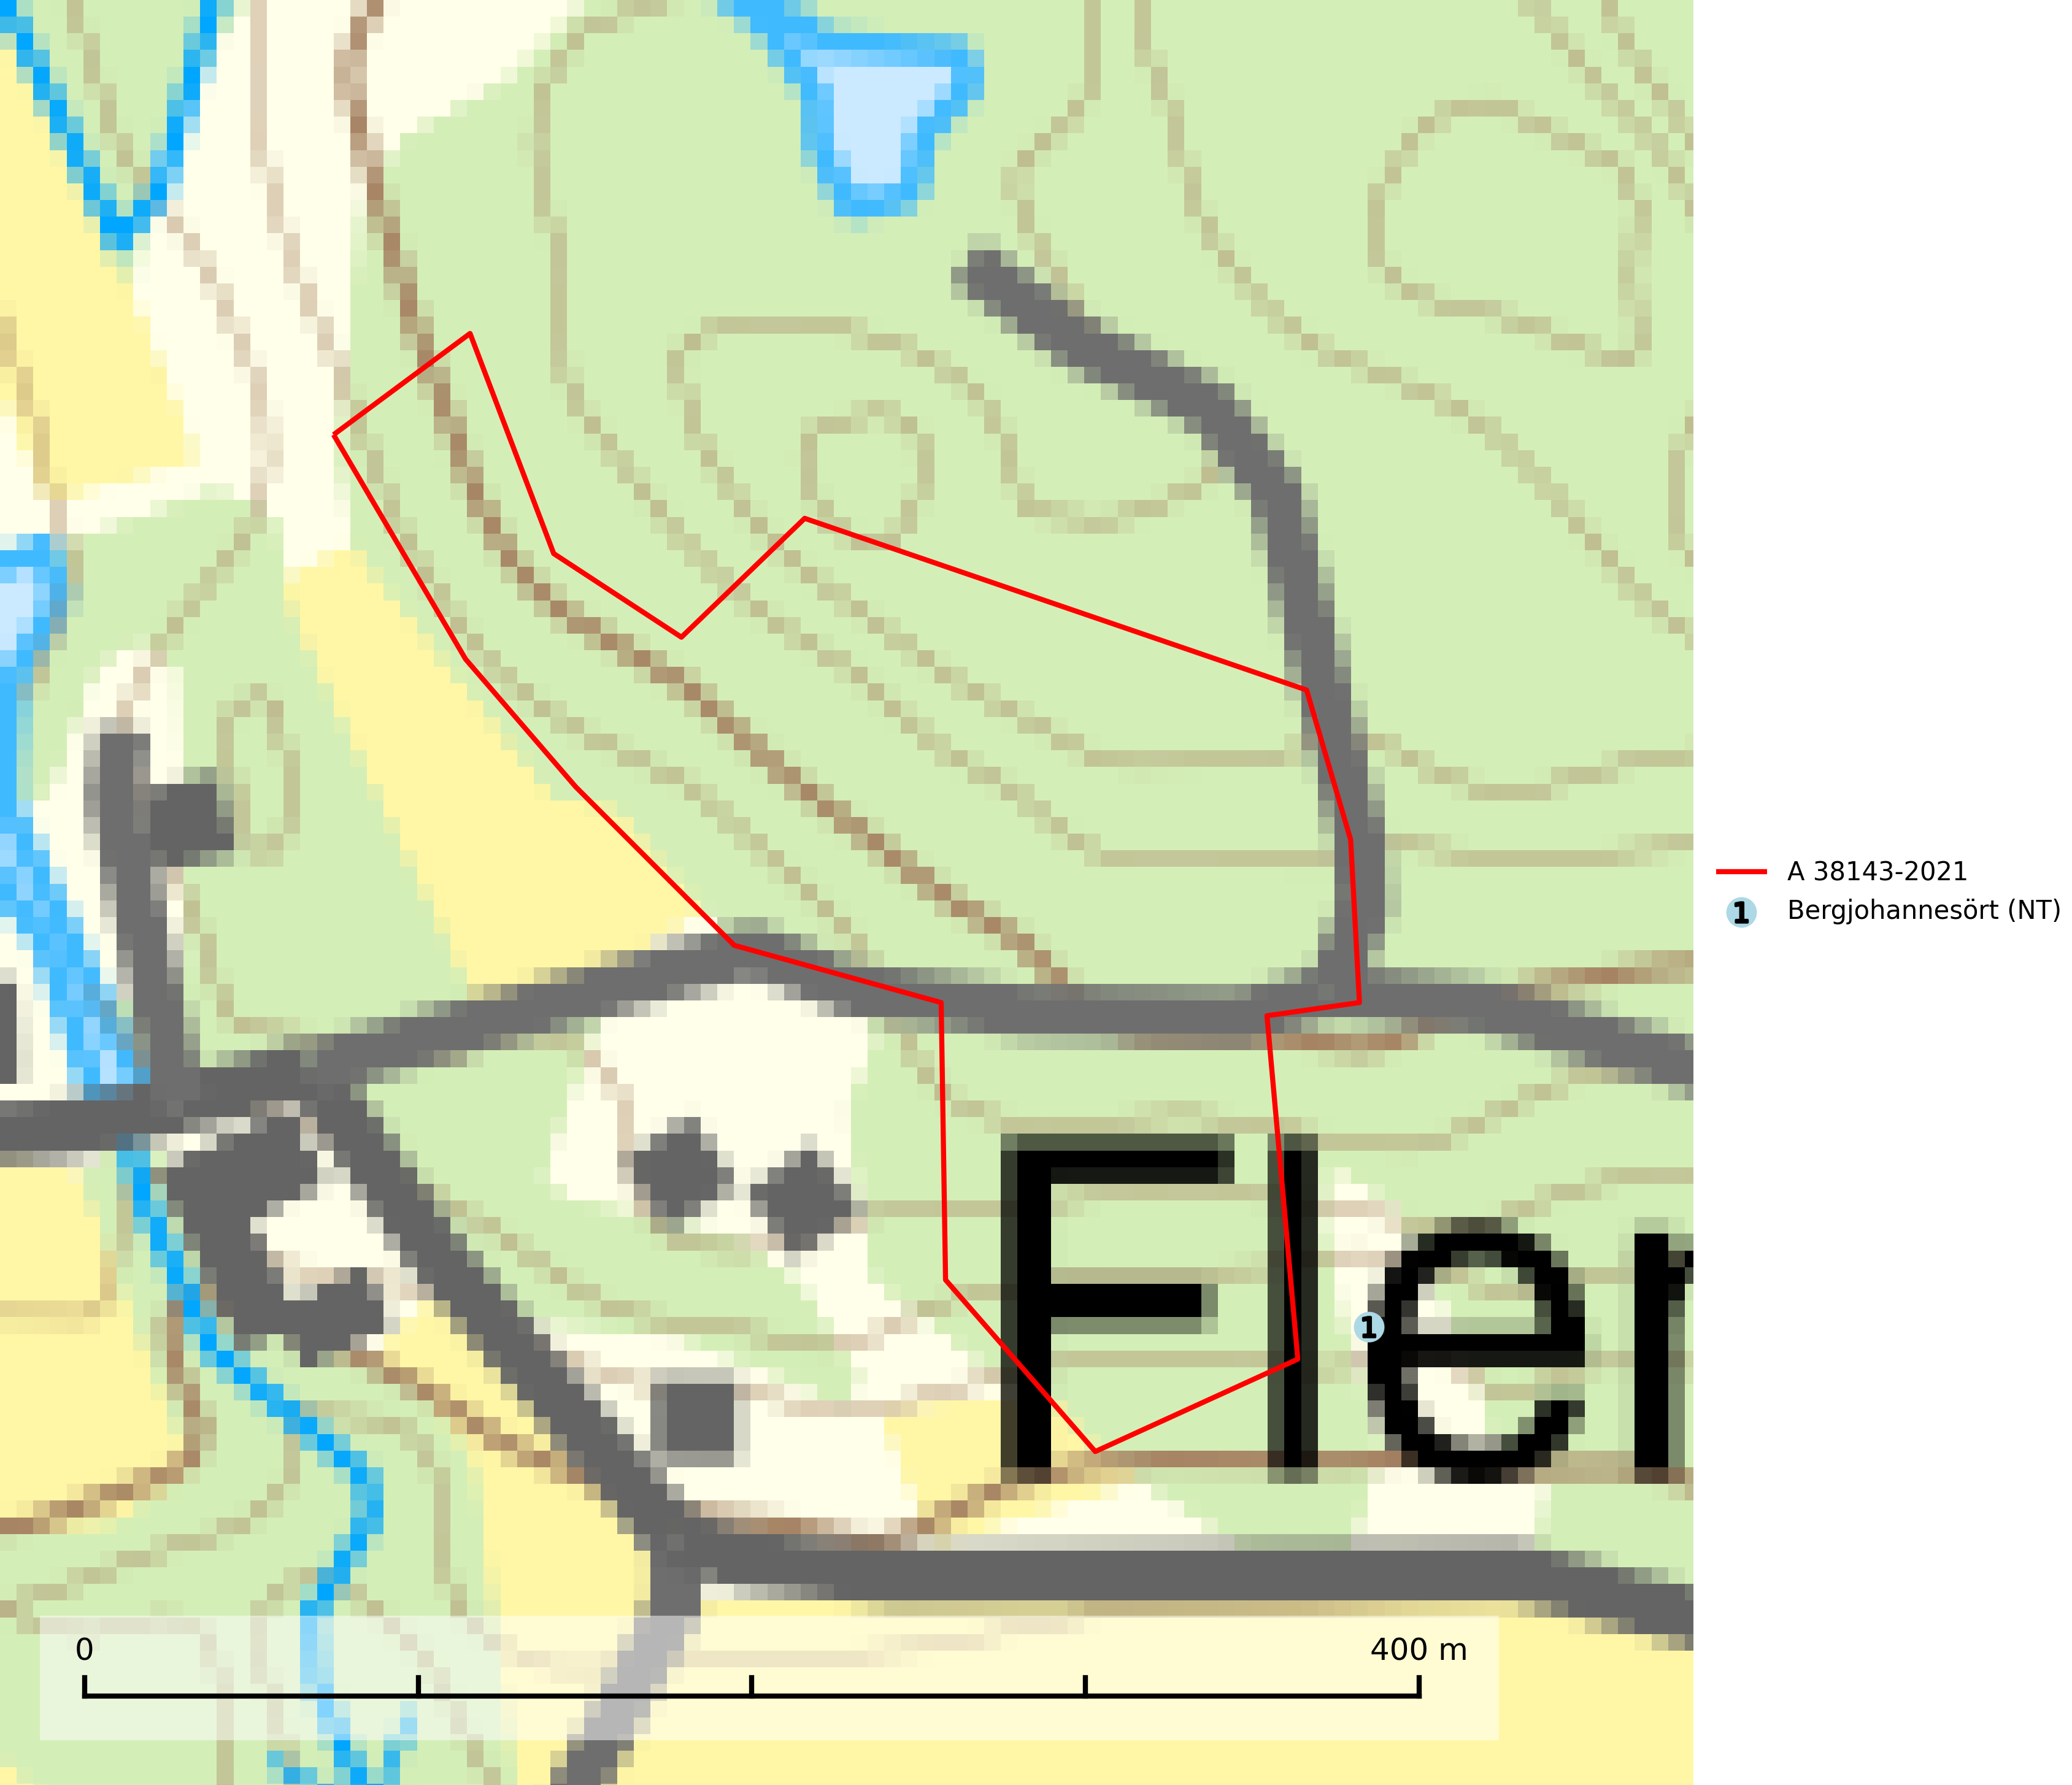 A 38143-2021
1 Bergjohannesört (NT)
Fler
1
0 400 m